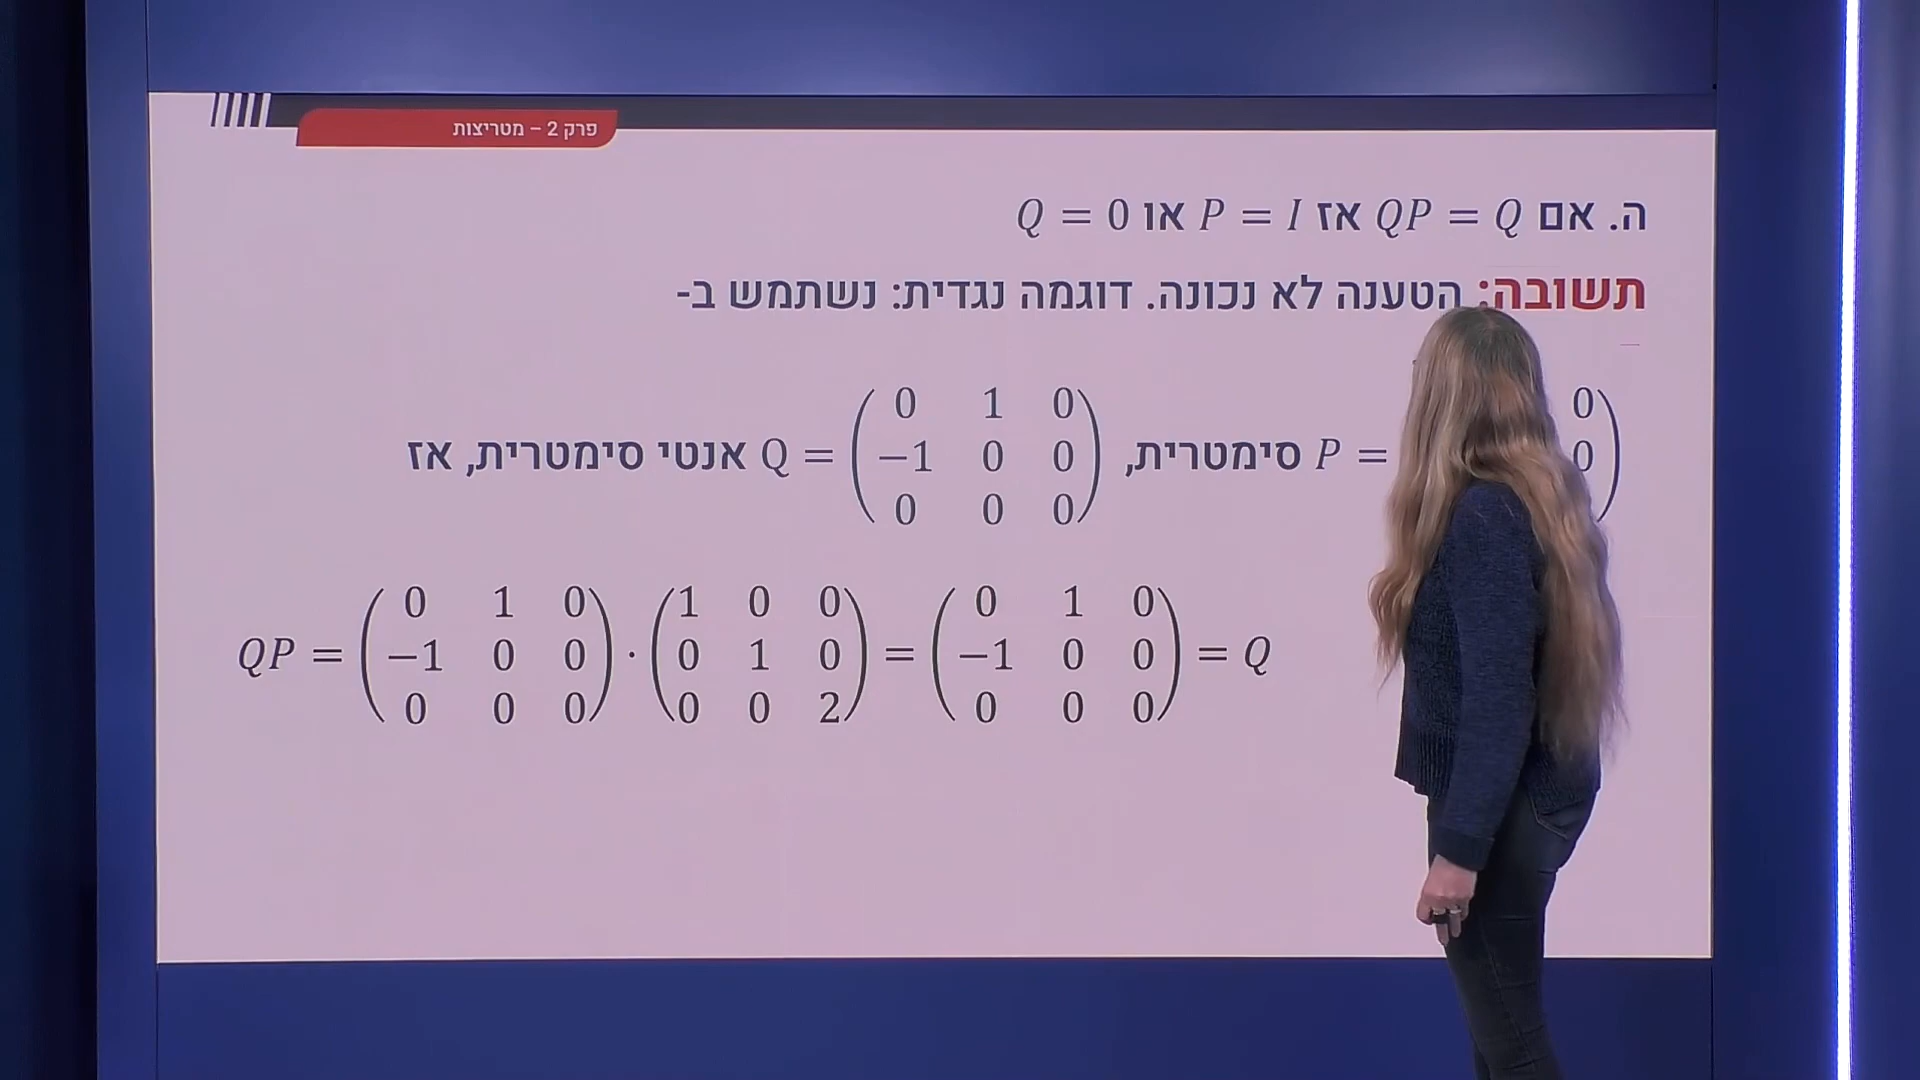 פרק 2 – מטריצות
ה. אם QP = Q אז P = I או Q = 0
תשובה: הטענה לא נכונה. דוגמה נגדית: נשתמש ב-
0
0
P =
סימטרית,
0 1 0
−1 0 0
0 0 0
Q =
אנטי סימטרית, אז
QP =
0 1 0
−1 0 0
0 0 0
·
1 0 0
0 1 0
0 0 2
=
0 1 0
−1 0 0
0 0 0
= Q